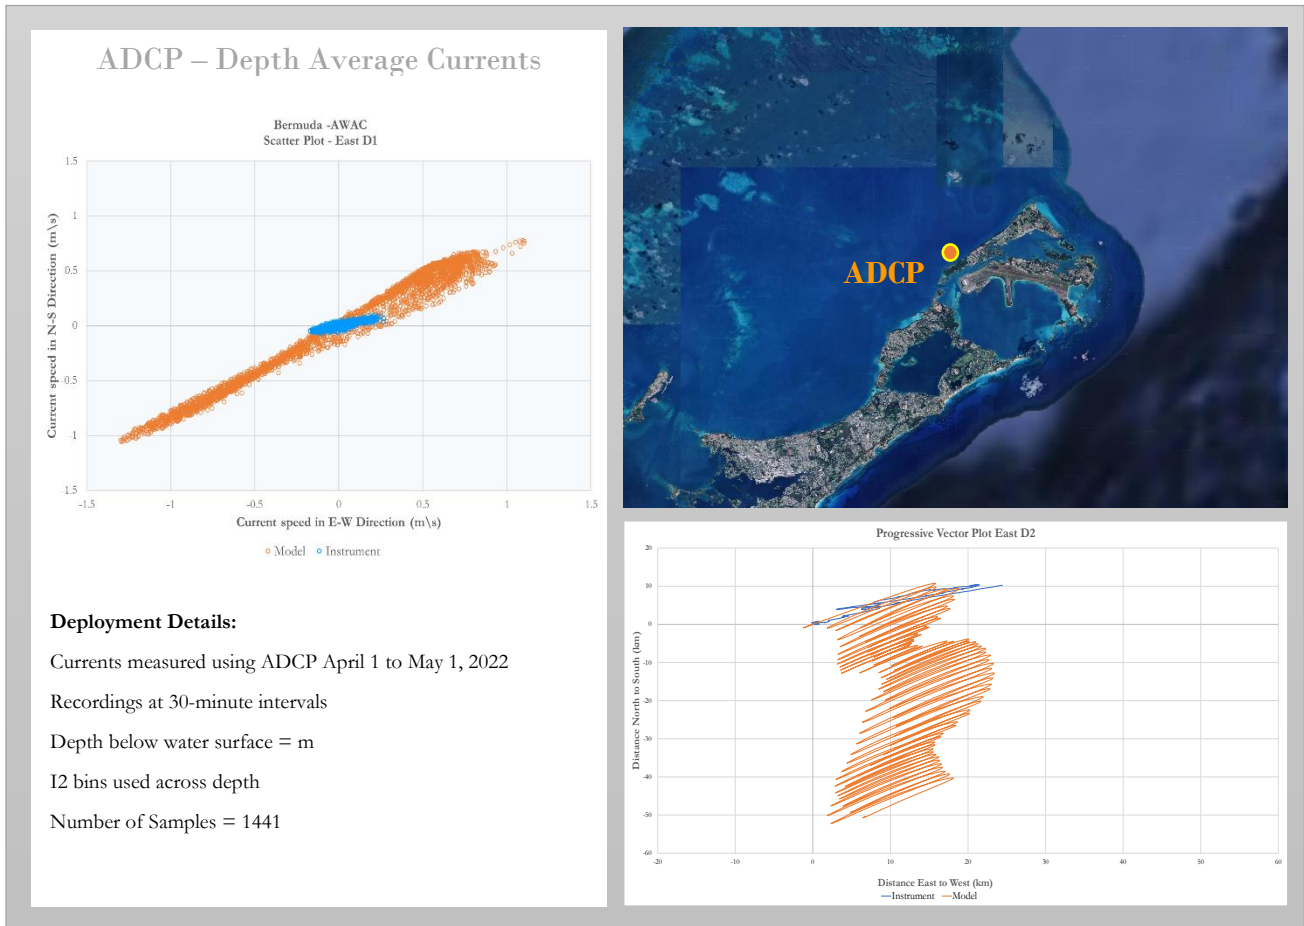 ADCP – Depth Average Currents
Bermuda -AWAC
Scatter Plot - East D1
1.5
1
0.5
0
-0.5
-1
-1.5
-1.5
-1
-0.5
0
0.5
1
1.5
Current speed in N-S Direction (m\s)
Current speed in E-W Direction (m\s)
Model
Instrument
Deployment Details:
Currents measured using ADCP April 1 to May 1, 2022
Recordings at 30-minute intervals
Depth below water surface = m
I2 bins used across depth
Number of Samples = 1441
ADCP
Progressive Vector Plot East D2
20
10
0
-10
-20
-30
-40
-50
-60
-20
-10
0
10
20
30
40
50
60
Distance North to South (km)
Distance East to West (km)
Instrument
Model